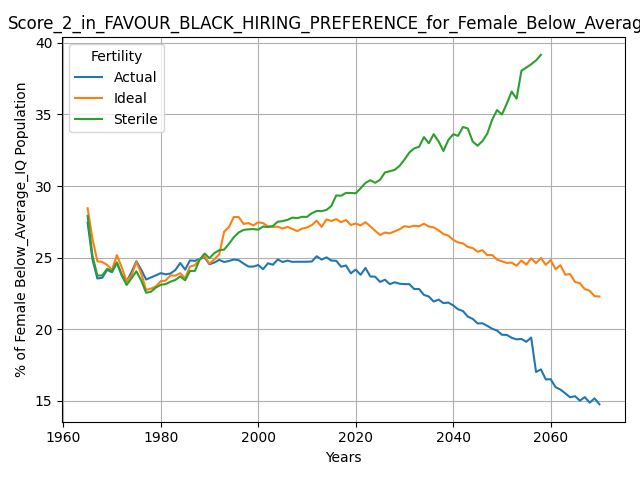 Score_2_in_FAVOUR_BLACK_HIRING_PREFERENCE_for_Female_Below_Averag
40
35
30
25
20
15
% of Female Below_Average_IQ Population
Fertility
Actual
Ideal
Sterile
1960
1980
2000
2020
2040
2060
Years